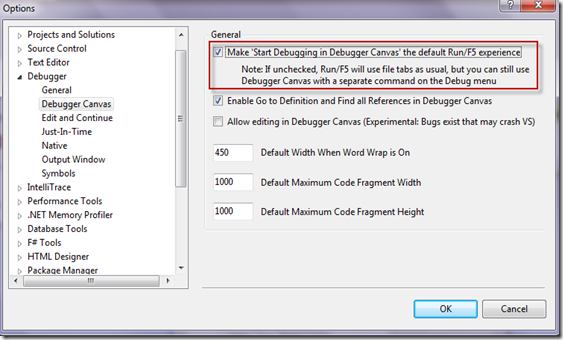 Options
Projects and Solutions
Source Control
Text Editor
Debugger
General
Debugger Canvas
Edit and Continue
Just-In-Time
Native
Output Window
Symbols
IntelliTrace
Performance Tools
.NET Memory Profiler
Database Tools
F# Tools
HTML Designer
Package Manager
General
Make 'Start Debugging in Debugger Canvas' the default Run/F5 experience
Note: If unchecked, Run/F5 will use file tabs as usual, but you can still use
Debugger Canvas with a separate command on the Debug menu
Enable Go to Definition and Find all References in Debugger Canvas
Allow editing in Debugger Canvas (Experimental: Bugs exist that may crash VS)
450 Default Width When Word Wrap is On
1000 Default Maximum Code Fragment Width
1000 Default Maximum Code Fragment Height
OK Cancel